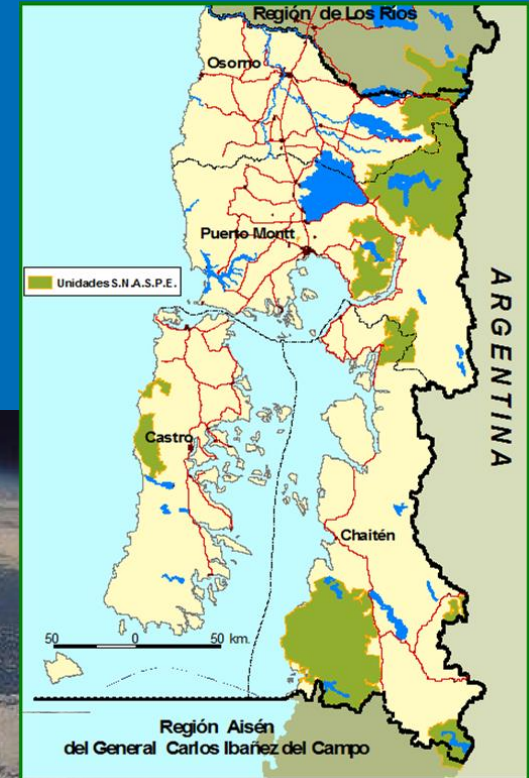 Región de Los Ríos
Osorno
Puerto Montt
Unidades S.N.A.S.P.E.
ARGENTINA
Castro
Chaitén
50 0 50 km.
Región Aisén
del General Carlos Ibañez del Campo